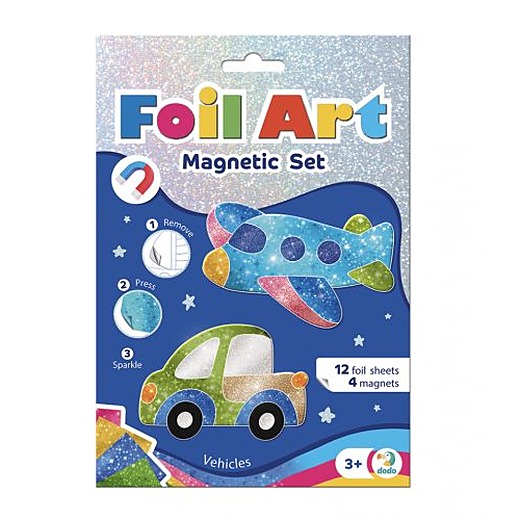 Foil Art
Magnetic Set
1 Remove
2 Press
3
Sparkle
12 foil sheets
4 magnets
Vehicles
3+
dodo